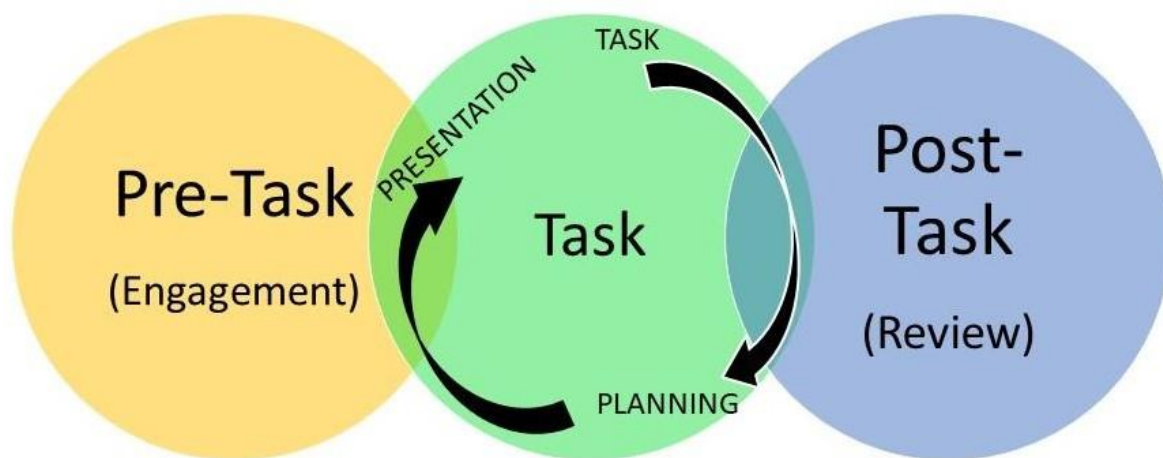 Pre-Task
(Engagement)
PRESENTATION
TASK
Task
PLANNING
Post-
Task
(Review)